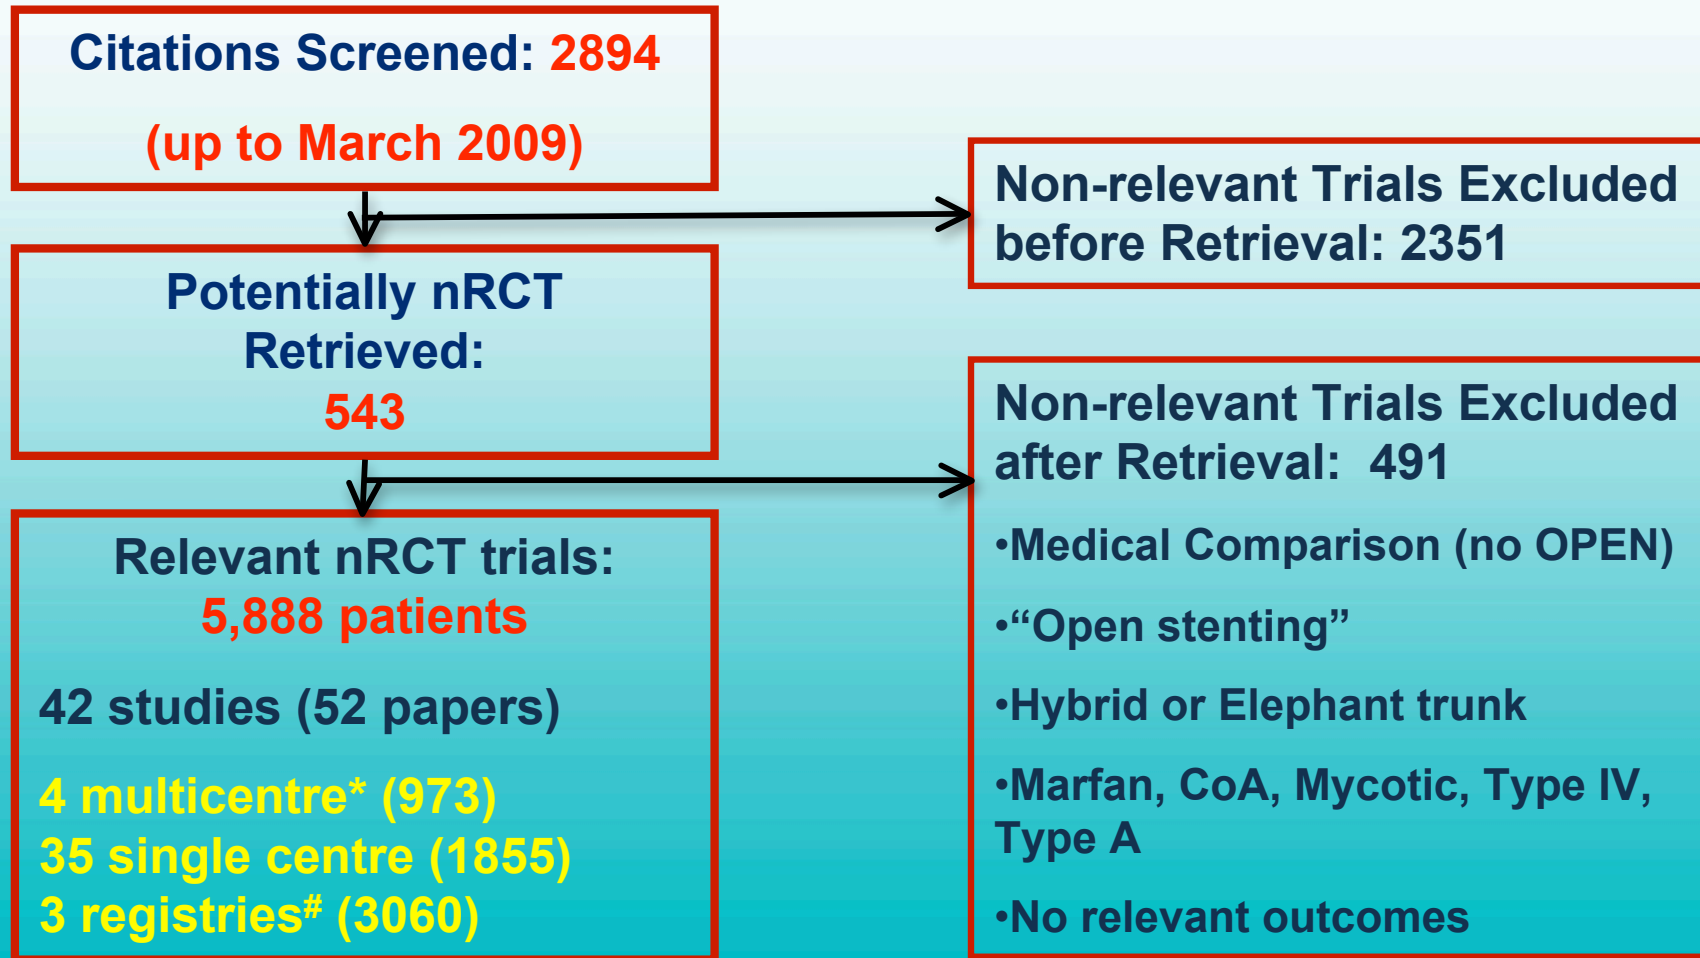 Citations Screened: 2894
(up to March 2009)
Non-relevant Trials Excluded
before Retrieval: 2351
Potentially nRCT
Retrieved:
543
Non-relevant Trials Excluded
after Retrieval: 491
•Medical Comparison (no OPEN)
•“Open stenting”
•Hybrid or Elephant trunk
•Marfan, CoA, Mycotic, Type IV,
Type A
•No relevant outcomes
Relevant nRCT trials:
5,888 patients
42 studies (52 papers)
4 multicentre* (973)
35 single centre (1855)
3 registries# (3060)